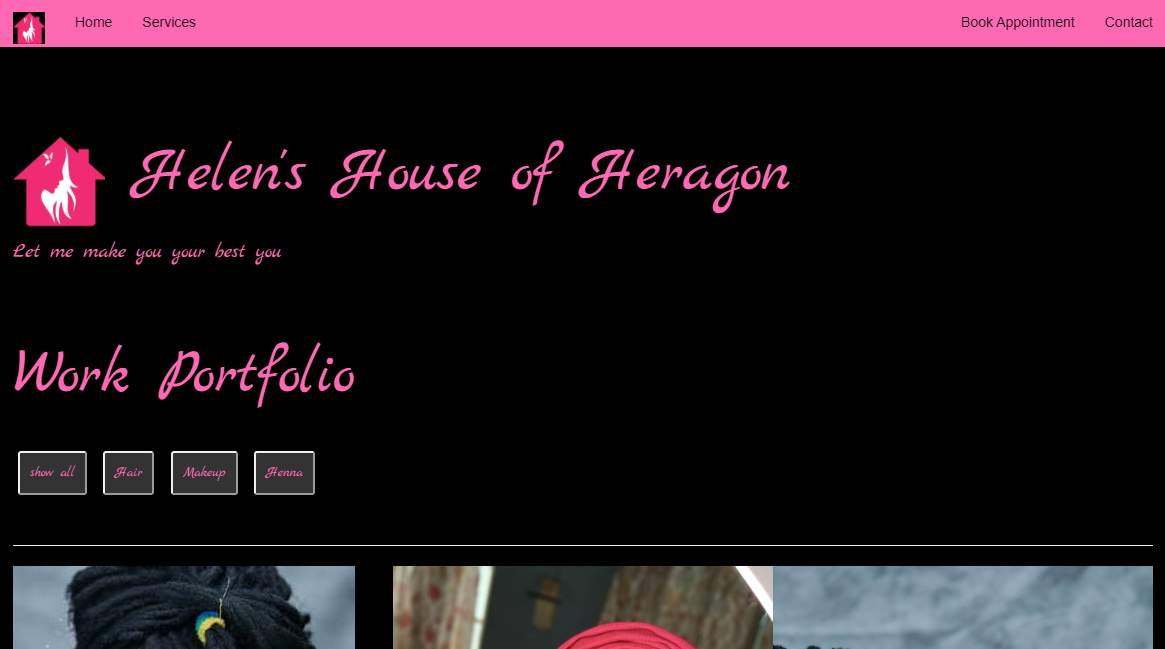 Home Services Book Appointment Contact
Helen's House of Heragon
Let me make you your best you
Work Portfolio
show all Hair Makeup Henna